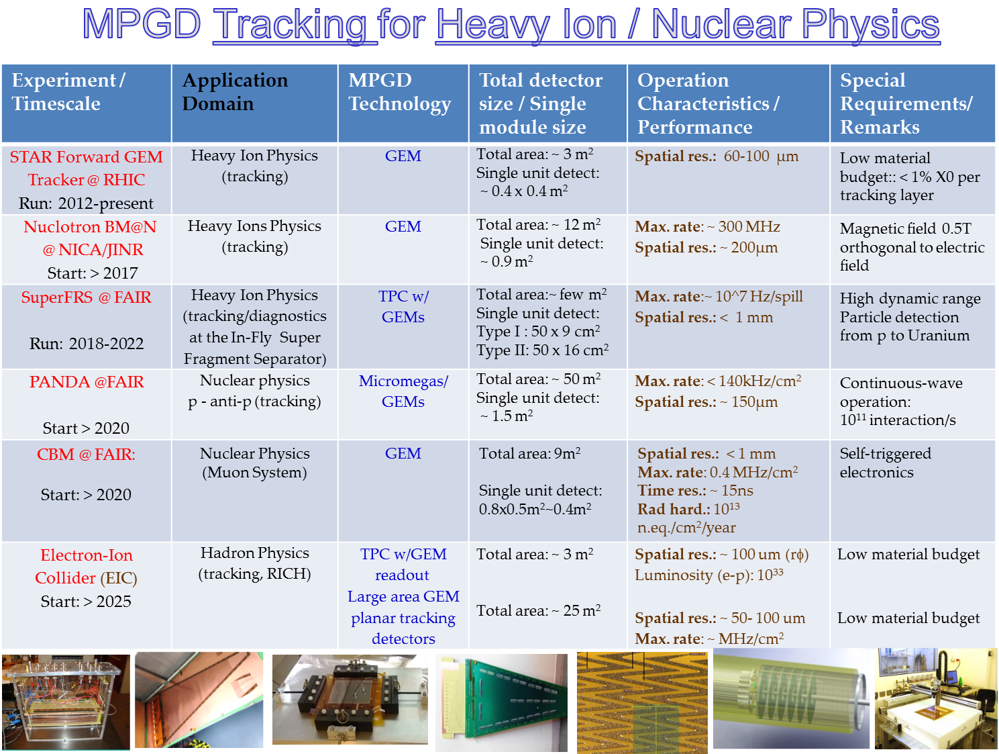 MPGD Tracking for Heavy Ion / Nuclear Physics
Experiment /
Timescale
Application
Domain
MPGD
Technology
Total detector
size / Single
module size
Operation
Characteristics /
Performance
Special
Requirements/
Remarks
STAR Forward GEM
Tracker @ RHIC
Run: 2012-present
Heavy Ion Physics
(tracking)
GEM
Total area: ~ 3 m²
Single unit detect:
~ 0.4 x 0.4 m²
Spatial res.: 60-100 µm
Low material
budget:: < 1% X0 per
tracking layer
Nuclotron BM@N
@ NICA/JINR
Start: > 2017
Heavy Ions Physics
(tracking)
GEM
Total area: ~ 12 m²
Single unit detect:
~ 0.9 m²
Max. rate: ~ 300 MHz
Spatial res.: ~ 200µm
Magnetic field 0.5T
orthogonal to electric
field
SuperFRS @ FAIR
Run: 2018-2022
Heavy Ion Physics
(tracking/diagnostics
at the In-Fly Super
Fragment Separator)
TPC w/
GEMs
Total area:~ few m²
Single unit detect:
Type I : 50 x 9 cm²
Type II: 50 x 16 cm²
Max. rate:~ 10^7 Hz/spill
Spatial res.: < 1 mm
High dynamic range
Particle detection
from p to Uranium
PANDA @FAIR
Start > 2020
Nuclear physics
p - anti-p (tracking)
Micromegas/
GEMs
Total area: ~ 50 m²
Single unit detect:
~ 1.5 m²
Max. rate: < 140kHz/cm²
Spatial res.: ~ 150µm
Continuous-wave
operation:
10¹¹ interaction/s
CBM @ FAIR:
Start: > 2020
Nuclear Physics
(Muon System)
GEM
Total area: 9m²
Single unit detect:
0.8x0.5m²~0.4m²
Spatial res.: < 1 mm
Max. rate: 0.4 MHz/cm²
Time res.: ~ 15ns
Rad hard.: 10¹³
n.eq./cm²/year
Self-triggered
electronics
Electron-Ion
Collider (EIC)
Start: > 2025
Hadron Physics
(tracking, RICH)
TPC w/GEM
readout
Large area GEM
planar tracking
detectors
Total area: ~ 3 m²
Total area: ~ 25 m²
Spatial res.: ~ 100 um (rϕ)
Luminosity (e-p): 10³³
Spatial res.: ~ 50- 100 um
Max. rate: ~ MHz/cm²
Low material budget
Low material budget